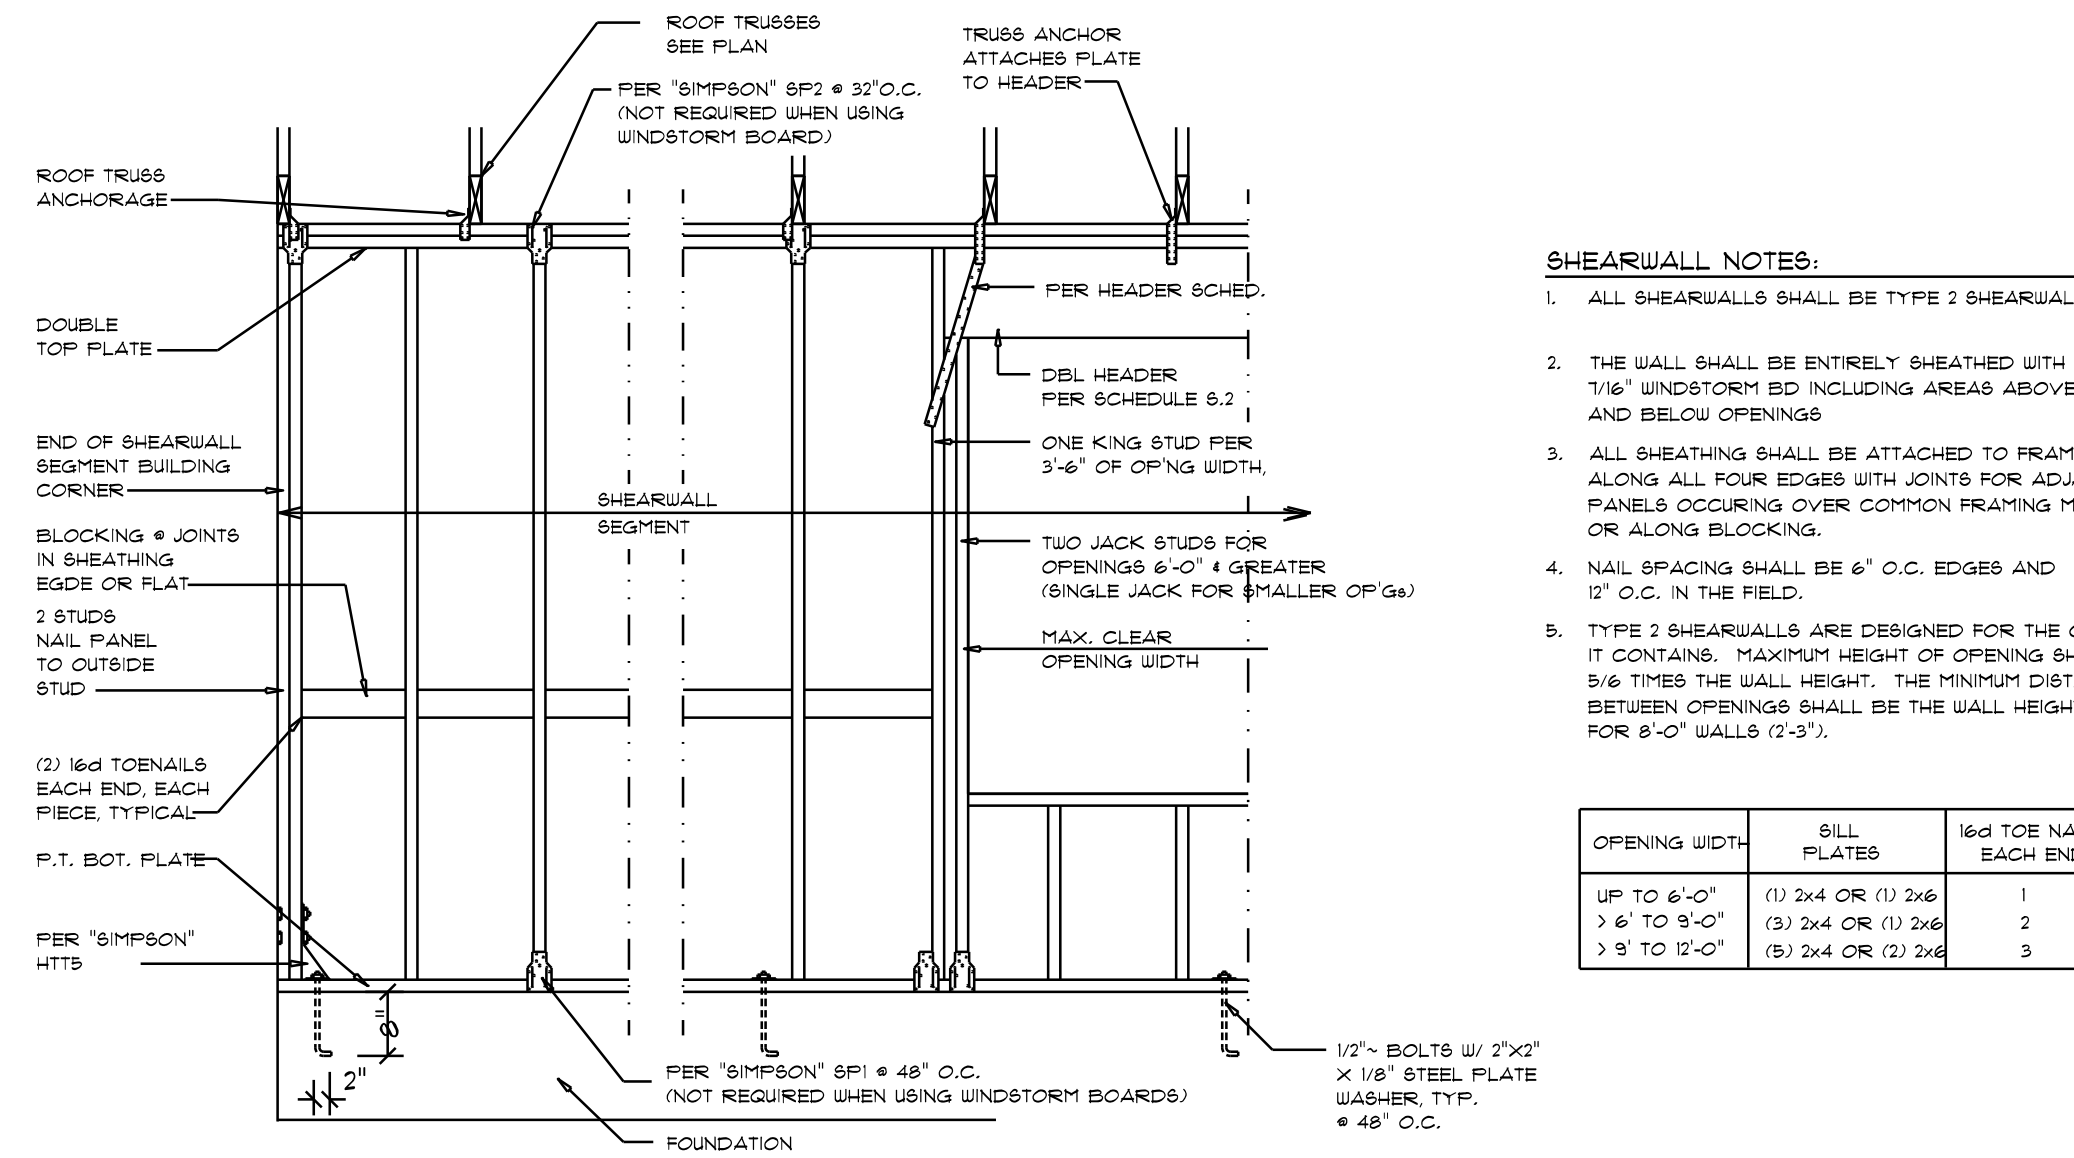 ROOF TRUSSES
SEE PLAN
TRUSS ANCHOR
ATTACHES PLATE
TO HEADER
PER "SIMPSON" SP2 @ 32"O.C.
(NOT REQUIRED WHEN USING
WINDSTORM BOARD)
ROOF TRUSS
ANCHORAGE
DOUBLE
TOP PLATE
END OF SHEARWALL
SEGMENT BUILDING
CORNER
BLOCKING @ JOINTS
IN SHEATHING
EGDE OR FLAT
2 STUDS
NAIL PANEL
TO OUTSIDE
STUD
(2) 16d TOENAILS
EACH END, EACH
PIECE, TYPICAL
P.T. BOT. PLATE
PER "SIMPSON"
HTT5
SHEARWALL
SEGMENT
PER HEADER SCHED.
DBL HEADER
PER SCHEDULE S.2
ONE KING STUD PER
3'-6" OF OP'NG WIDTH,
TWO JACK STUDS FOR
OPENINGS 6'-0" & GREATER
(SINGLE JACK FOR SMALLER OP'Gs)
MAX. CLEAR
OPENING WIDTH
8"
2"
PER "SIMPSON" SP1 @ 48" O.C.
(NOT REQUIRED WHEN USING WINDSTORM BOARDS)
FOUNDATION
1/2"~ BOLTS W/ 2"X2"
X 1/8" STEEL PLATE
WASHER, TYP.
@ 48" O.C.
SHEARWALL NOTES:
1. ALL SHEARWALLS SHALL BE TYPE 2 SHEARWAL
2. THE WALL SHALL BE ENTIRELY SHEATHED WITH
7/16" WINDSTORM BD INCLUDING AREAS ABOVE
AND BELOW OPENINGS
3. ALL SHEATHING SHALL BE ATTACHED TO FRAM
ALONG ALL FOUR EDGES WITH JOINTS FOR ADJ
PANELS OCCURING OVER COMMON FRAMING M
OR ALONG BLOCKING.
4. NAIL SPACING SHALL BE 6" O.C. EDGES AND
12" O.C. IN THE FIELD.
5. TYPE 2 SHEARWALLS ARE DESIGNED FOR THE
IT CONTAINS. MAXIMUM HEIGHT OF OPENING SH
5/6 TIMES THE WALL HEIGHT. THE MINIMUM DIST
BETWEEN OPENINGS SHALL BE THE WALL HEIGH
FOR 8'-0" WALLS (2'-3").
OPENING WIDTH
SILL
PLATES
16d TOE NA
EACH END
UP TO 6'-0" (1) 2x4 OR (1) 2x6 1
> 6' TO 9'-0" (3) 2x4 OR (1) 2x6 2
> 9' TO 12'-0" (5) 2x4 OR (2) 2x6 3